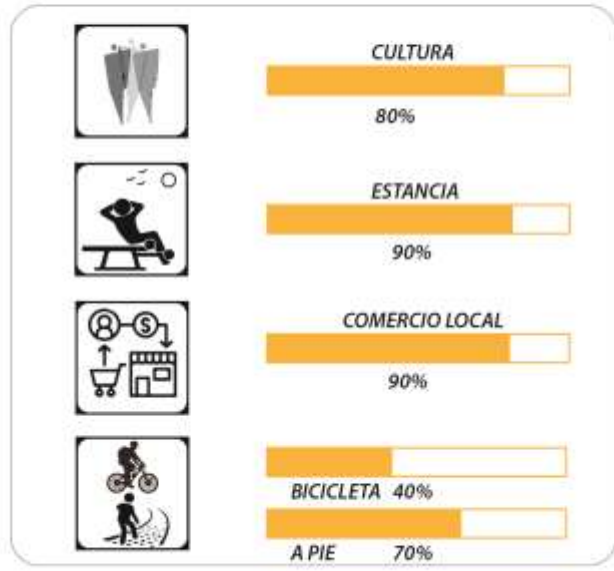 CULTURA
80%
ESTANCIA
90%
$
COMERCIO LOCAL
90%
BICICLETA 40%
A PIE 70%